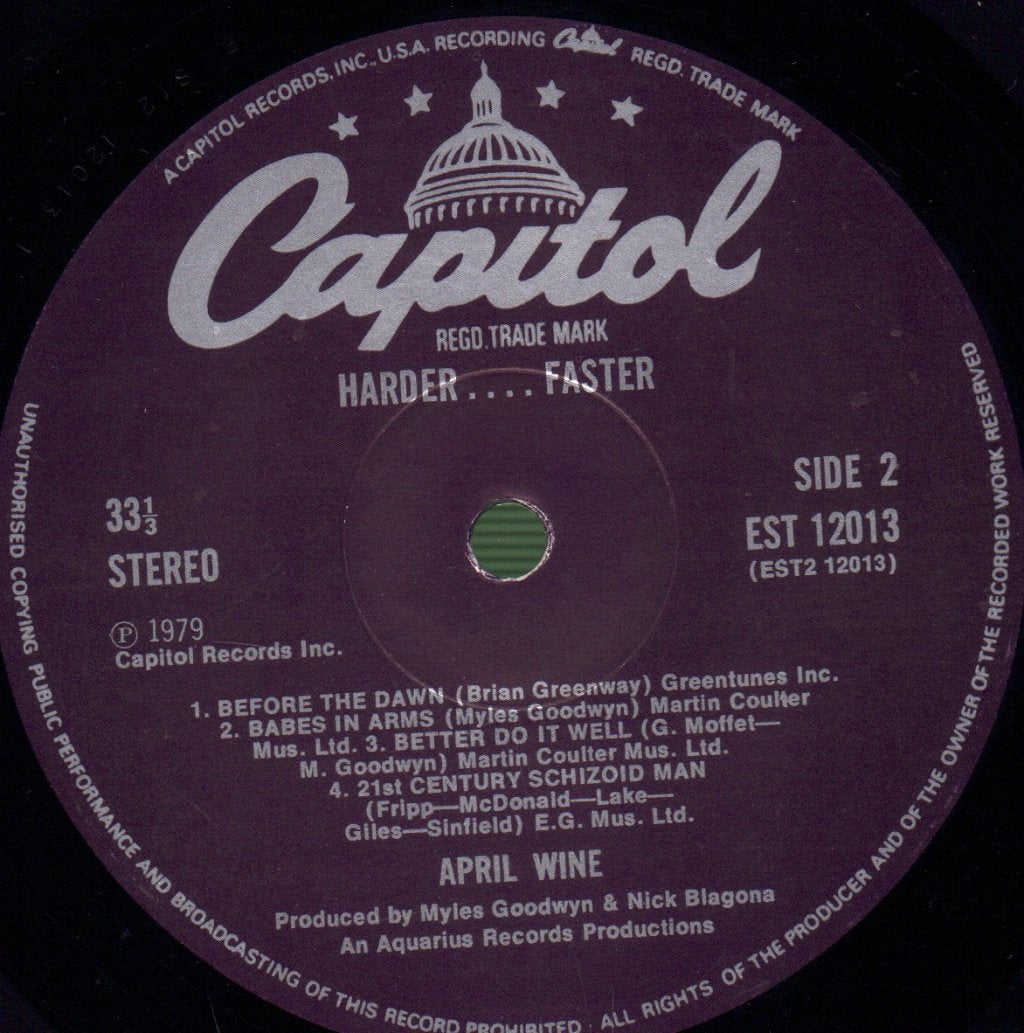 A CAPITOL RECORDS, INC., U.S.A. RECORDING Capitol REGD. TRADE MARK
Capitol
REGD. TRADE MARK
HARDER .... FASTER
SIDE 2
33⅓
EST 12013
STEREO
(EST2 12013)
Ⓟ 1979
Capitol Records Inc.
1. BEFORE THE DAWN (Brian Greenway) Greentunes Inc.
2. BABES IN ARMS (Myles Goodwyn) Martin Coulter
Mus. Ltd. 3. BETTER DO IT WELL (G. Moffet—
M. Goodwyn) Martin Coulter Mus. Ltd.
4. 21st CENTURY SCHIZOID MAN
(Fripp—McDonald—Lake—
Giles—Sinfield) E.G. Mus. Ltd.
APRIL WINE
Produced by Myles Goodwyn & Nick Blagona
An Aquarius Records Productions
UNAUTHORISED COPYING PUBLIC PERFORMANCE AND BROADCASTING OF THIS RECORD PROHIBITED · ALL RIGHTS OF THE PRODUCER AND OF THE OWNER OF THE RECORDED WORK RESERVED